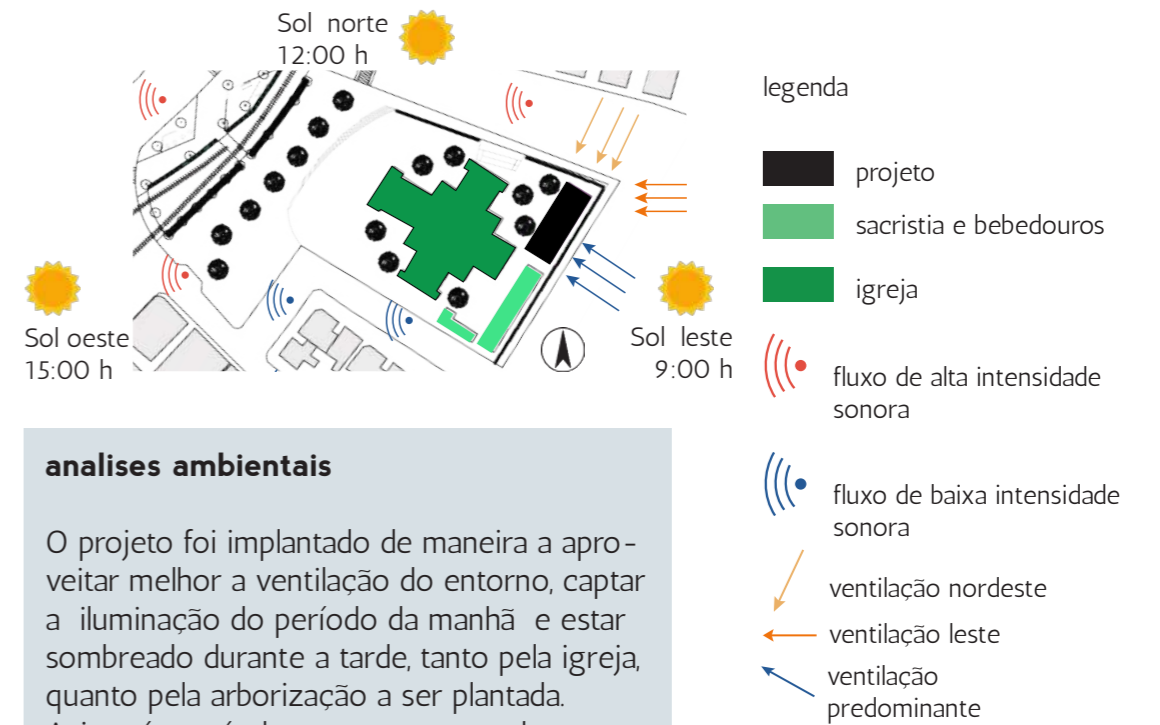 Sol norte
12:00 h
Sol oeste
15:00 h
Sol leste
9:00 h
legenda
projeto
sacristia e bebedouros
igreja
fluxo de alta intensidade
sonora
fluxo de baixa intensidade
sonora
ventilação nordeste
ventilação leste
ventilação
predominante
analises ambientais
O projeto foi implantado de maneira a apro-
veitar melhor a ventilação do entorno, captar
a iluminação do período da manhã e estar
sombreado durante a tarde, tanto pela igreja,
quanto pela arborização a ser plantada.